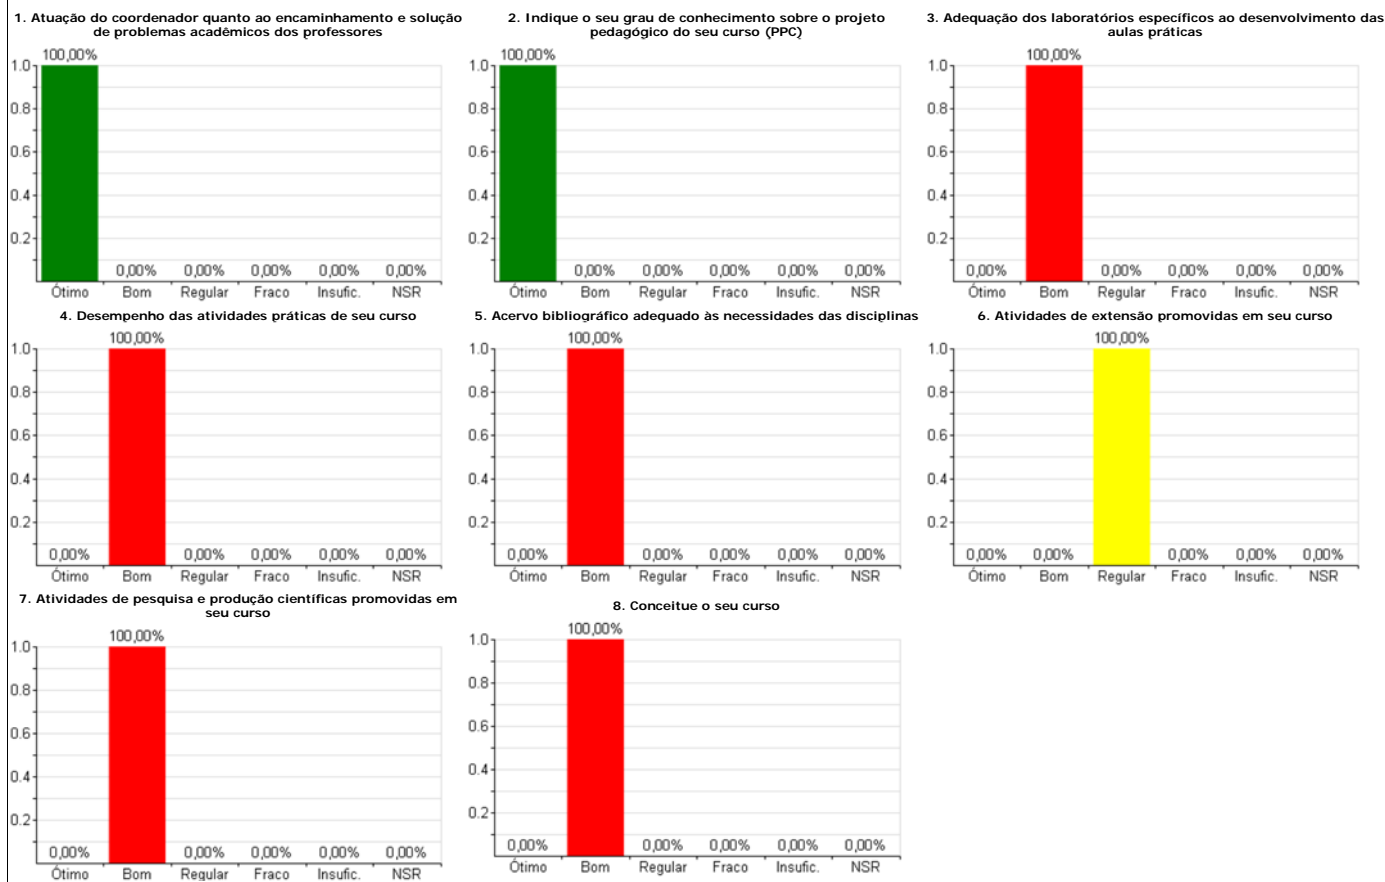 1. Atuação do coordenador quanto ao encaminhamento e solução
de problemas acadêmicos dos professores
100,00%
1.0
0.8
0.6
0.4
0.2
0,00% 0,00% 0,00% 0,00% 0,00%
Ótimo Bom Regular Fraco Insufic. NSR
2. Indique o seu grau de conhecimento sobre o projeto
pedagógico do seu curso (PPC)
100,00%
1.0
0.8
0.6
0.4
0.2
0,00% 0,00% 0,00% 0,00% 0,00%
Ótimo Bom Regular Fraco Insufic. NSR
3. Adequação dos laboratórios específicos ao desenvolvimento das
aulas práticas
100,00%
1.0
0.8
0.6
0.4
0.2
0,00% 0,00% 0,00% 0,00% 0,00%
Ótimo Bom Regular Fraco Insufic. NSR
4. Desempenho das atividades práticas de seu curso
100,00%
1.0
0.8
0.6
0.4
0.2
0,00% 0,00% 0,00% 0,00% 0,00%
Ótimo Bom Regular Fraco Insufic. NSR
5. Acervo bibliográfico adequado às necessidades das disciplinas
100,00%
1.0
0.8
0.6
0.4
0.2
0,00% 0,00% 0,00% 0,00% 0,00%
Ótimo Bom Regular Fraco Insufic. NSR
6. Atividades de extensão promovidas em seu curso
100,00%
1.0
0.8
0.6
0.4
0.2
0,00% 0,00% 0,00% 0,00% 0,00%
Ótimo Bom Regular Fraco Insufic. NSR
7. Atividades de pesquisa e produção científicas promovidas em
seu curso
100,00%
1.0
0.8
0.6
0.4
0.2
0,00% 0,00% 0,00% 0,00% 0,00%
Ótimo Bom Regular Fraco Insufic. NSR
8. Conceitue o seu curso
100,00%
1.0
0.8
0.6
0.4
0.2
0,00% 0,00% 0,00% 0,00% 0,00%
Ótimo Bom Regular Fraco Insufic. NSR